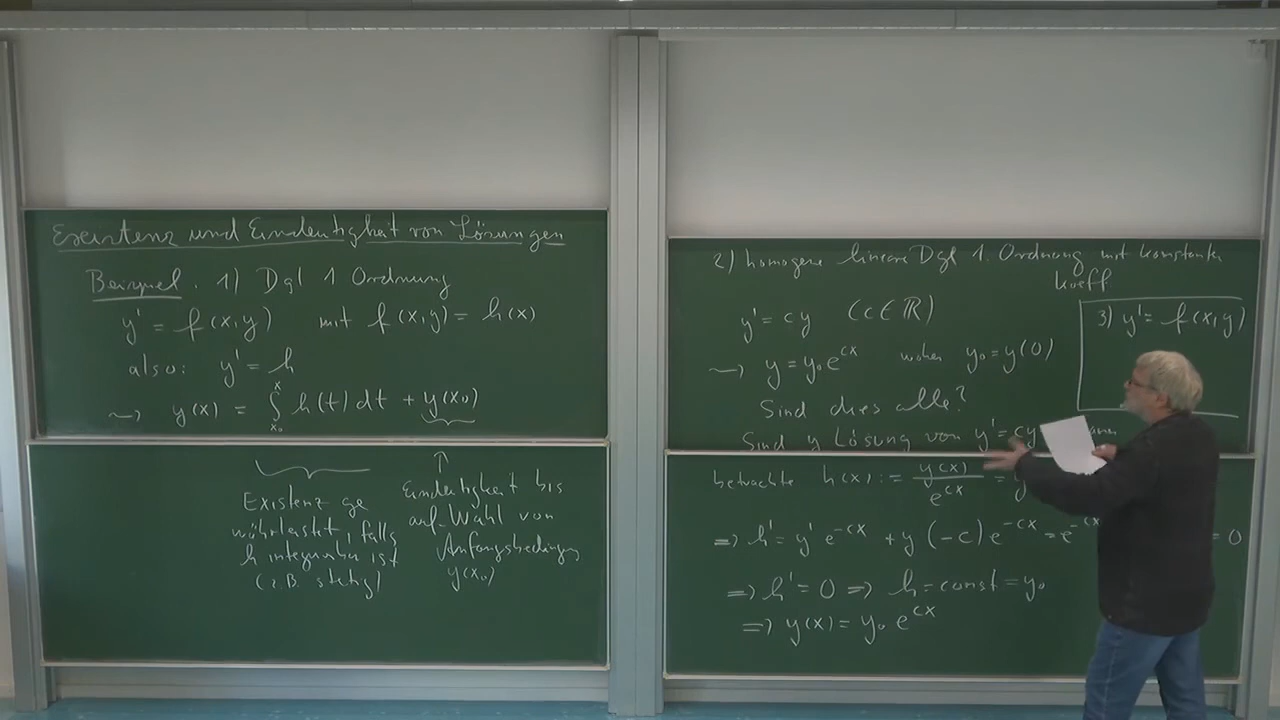 Existenz und Eindeutigkeit von Lösungen
Beispiel. 1) Dgl 1 Ordnung
y' = f(x,y) mit f(x,y) = h(x)
also: y' = h
⇝ y(x) = ∫_{x₀}^{x} h(t) dt + y(x₀)
Existenz ge
währleistet, falls
h integrierbar ist
(z.B. stetig)
Eindeutigkeit bis
auf Wahl von
Anfangsbedingung
y(x₀)
2) homogene lineare Dgl 1. Ordnung mit konstanten
Koeff.
y' = cy (c ∈ ℝ)
⇝ y = y₀e^{cx} wobei y₀ = y(0)
Sind dies alle?
Sind y Lösung von y' = cy
betrachte h(x) := y(x)/e^{cx} = y
⇒ h' = y' e^{-cx} + y (-c) e^{-cx} = e^{-cx} = 0
⇒ h' = 0 ⇒ h = const = y₀
⇒ y(x) = y₀ e^{cx}
3) y' = f(x,y)